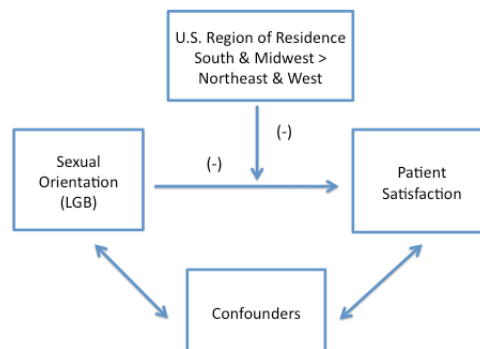 U.S. Region of Residence
South & Midwest >
Northeast & West
(-)
(-)
Sexual
Orientation
(LGB)
Patient
Satisfaction
Confounders